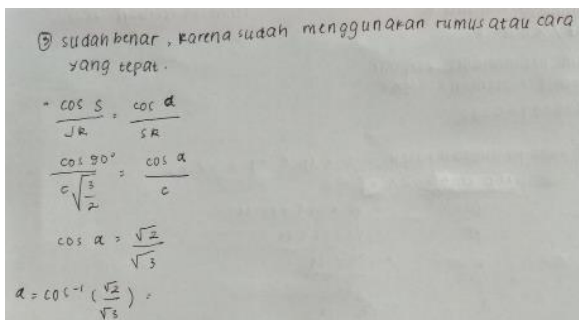 ③ sudah benar, karena sudah menggunakan rumus atau cara
yang tepat.
- cos S / JR = cos α / SR
cos 90° / c√(3/2) = cos α / c
cos α = √2 / √3
α = cos⁻¹ (√2 / √3) =